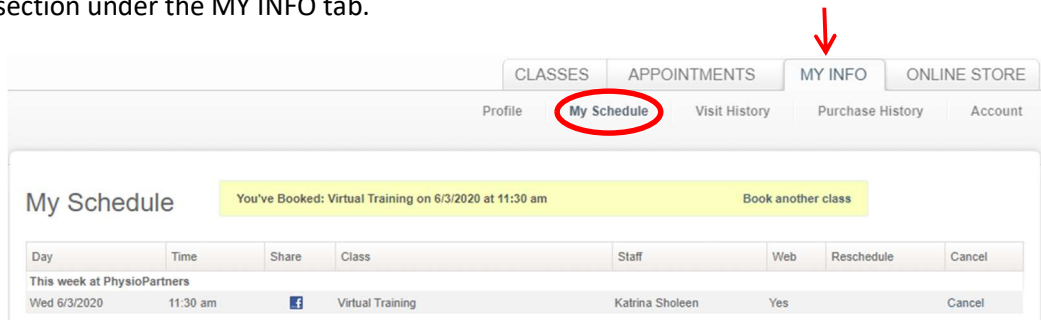 section under the MY INFO tab.
CLASSES APPOINTMENTS MY INFO ONLINE STORE
Profile My Schedule Visit History Purchase History Account
My Schedule You've Booked: Virtual Training on 6/3/2020 at 11:30 am Book another class
Day Time Share Class Staff Web Reschedule Cancel
This week at PhysioPartners
Wed 6/3/2020 11:30 am f Virtual Training Katrina Sholeen Yes Cancel